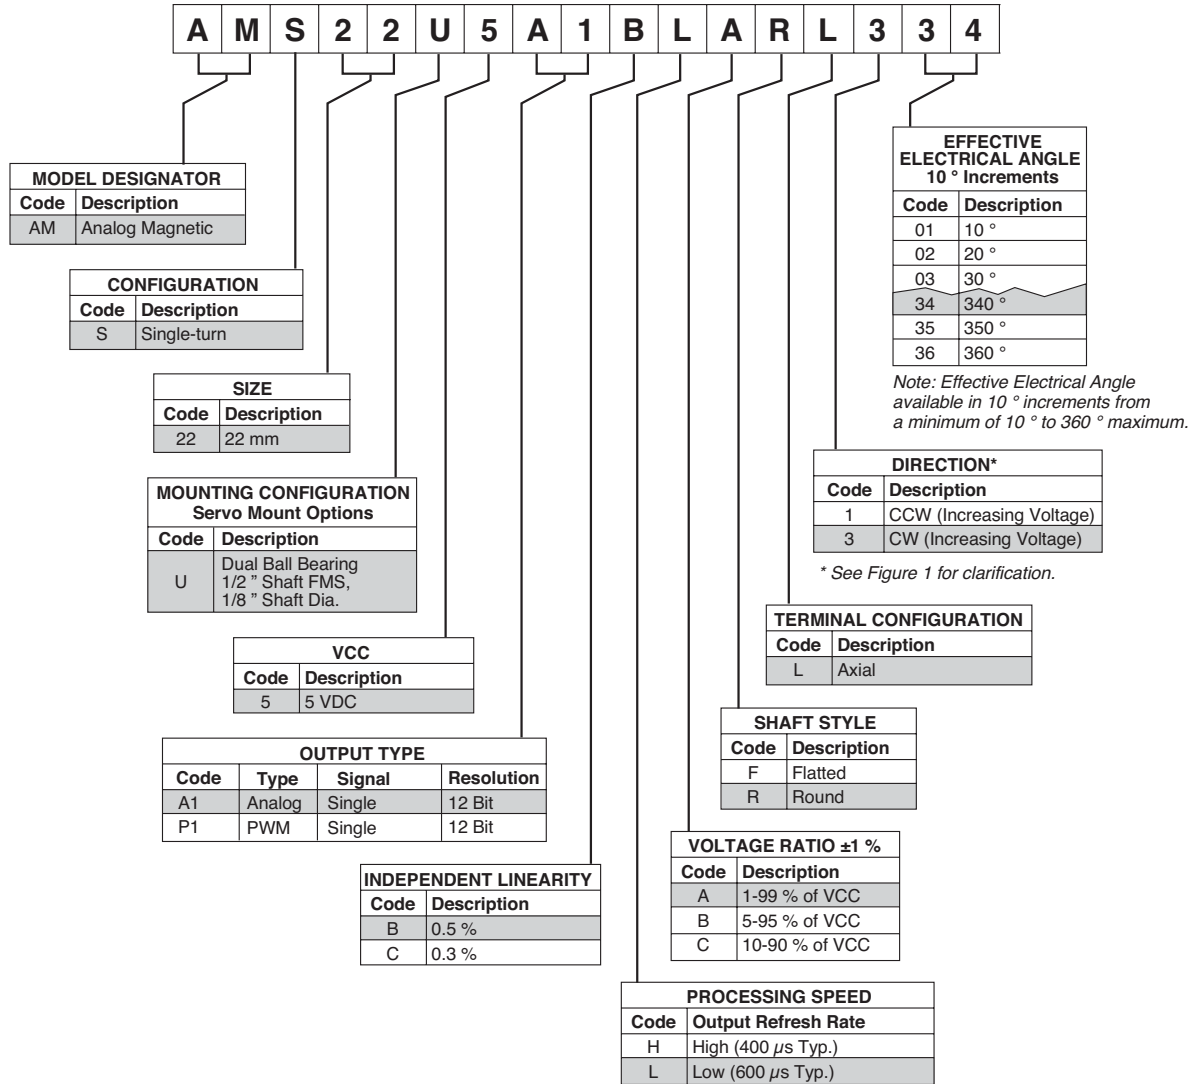 A M S 2 2 U 5 A 1 B L A R L 3 3 4
MODEL DESIGNATOR
Code Description
AM Analog Magnetic
CONFIGURATION
Code Description
S Single-turn
SIZE
Code Description
22 22 mm
MOUNTING CONFIGURATION
Servo Mount Options
Code Description
U Dual Ball Bearing
1/2 ” Shaft FMS,
1/8 ” Shaft Dia.
VCC
Code Description
5 5 VDC
OUTPUT TYPE
Code Type Signal Resolution
A1 Analog Single 12 Bit
P1 PWM Single 12 Bit
INDEPENDENT LINEARITY
Code Description
B 0.5 %
C 0.3 %
PROCESSING SPEED
Code Output Refresh Rate
H High (400 µs Typ.)
L Low (600 µs Typ.)
VOLTAGE RATIO ±1 %
Code Description
A 1-99 % of VCC
B 5-95 % of VCC
C 10-90 % of VCC
SHAFT STYLE
Code Description
F Flatted
R Round
TERMINAL CONFIGURATION
Code Description
L Axial
DIRECTION*
Code Description
1 CCW (Increasing Voltage)
3 CW (Increasing Voltage)
* See Figure 1 for clarification.
EFFECTIVE
ELECTRICAL ANGLE
10 ° Increments
Code Description
01 10 °
02 20 °
03 30 °
34 340 °
35 350 °
36 360 °
Note: Effective Electrical Angle
available in 10 ° increments from
a minimum of 10 ° to 360 ° maximum.